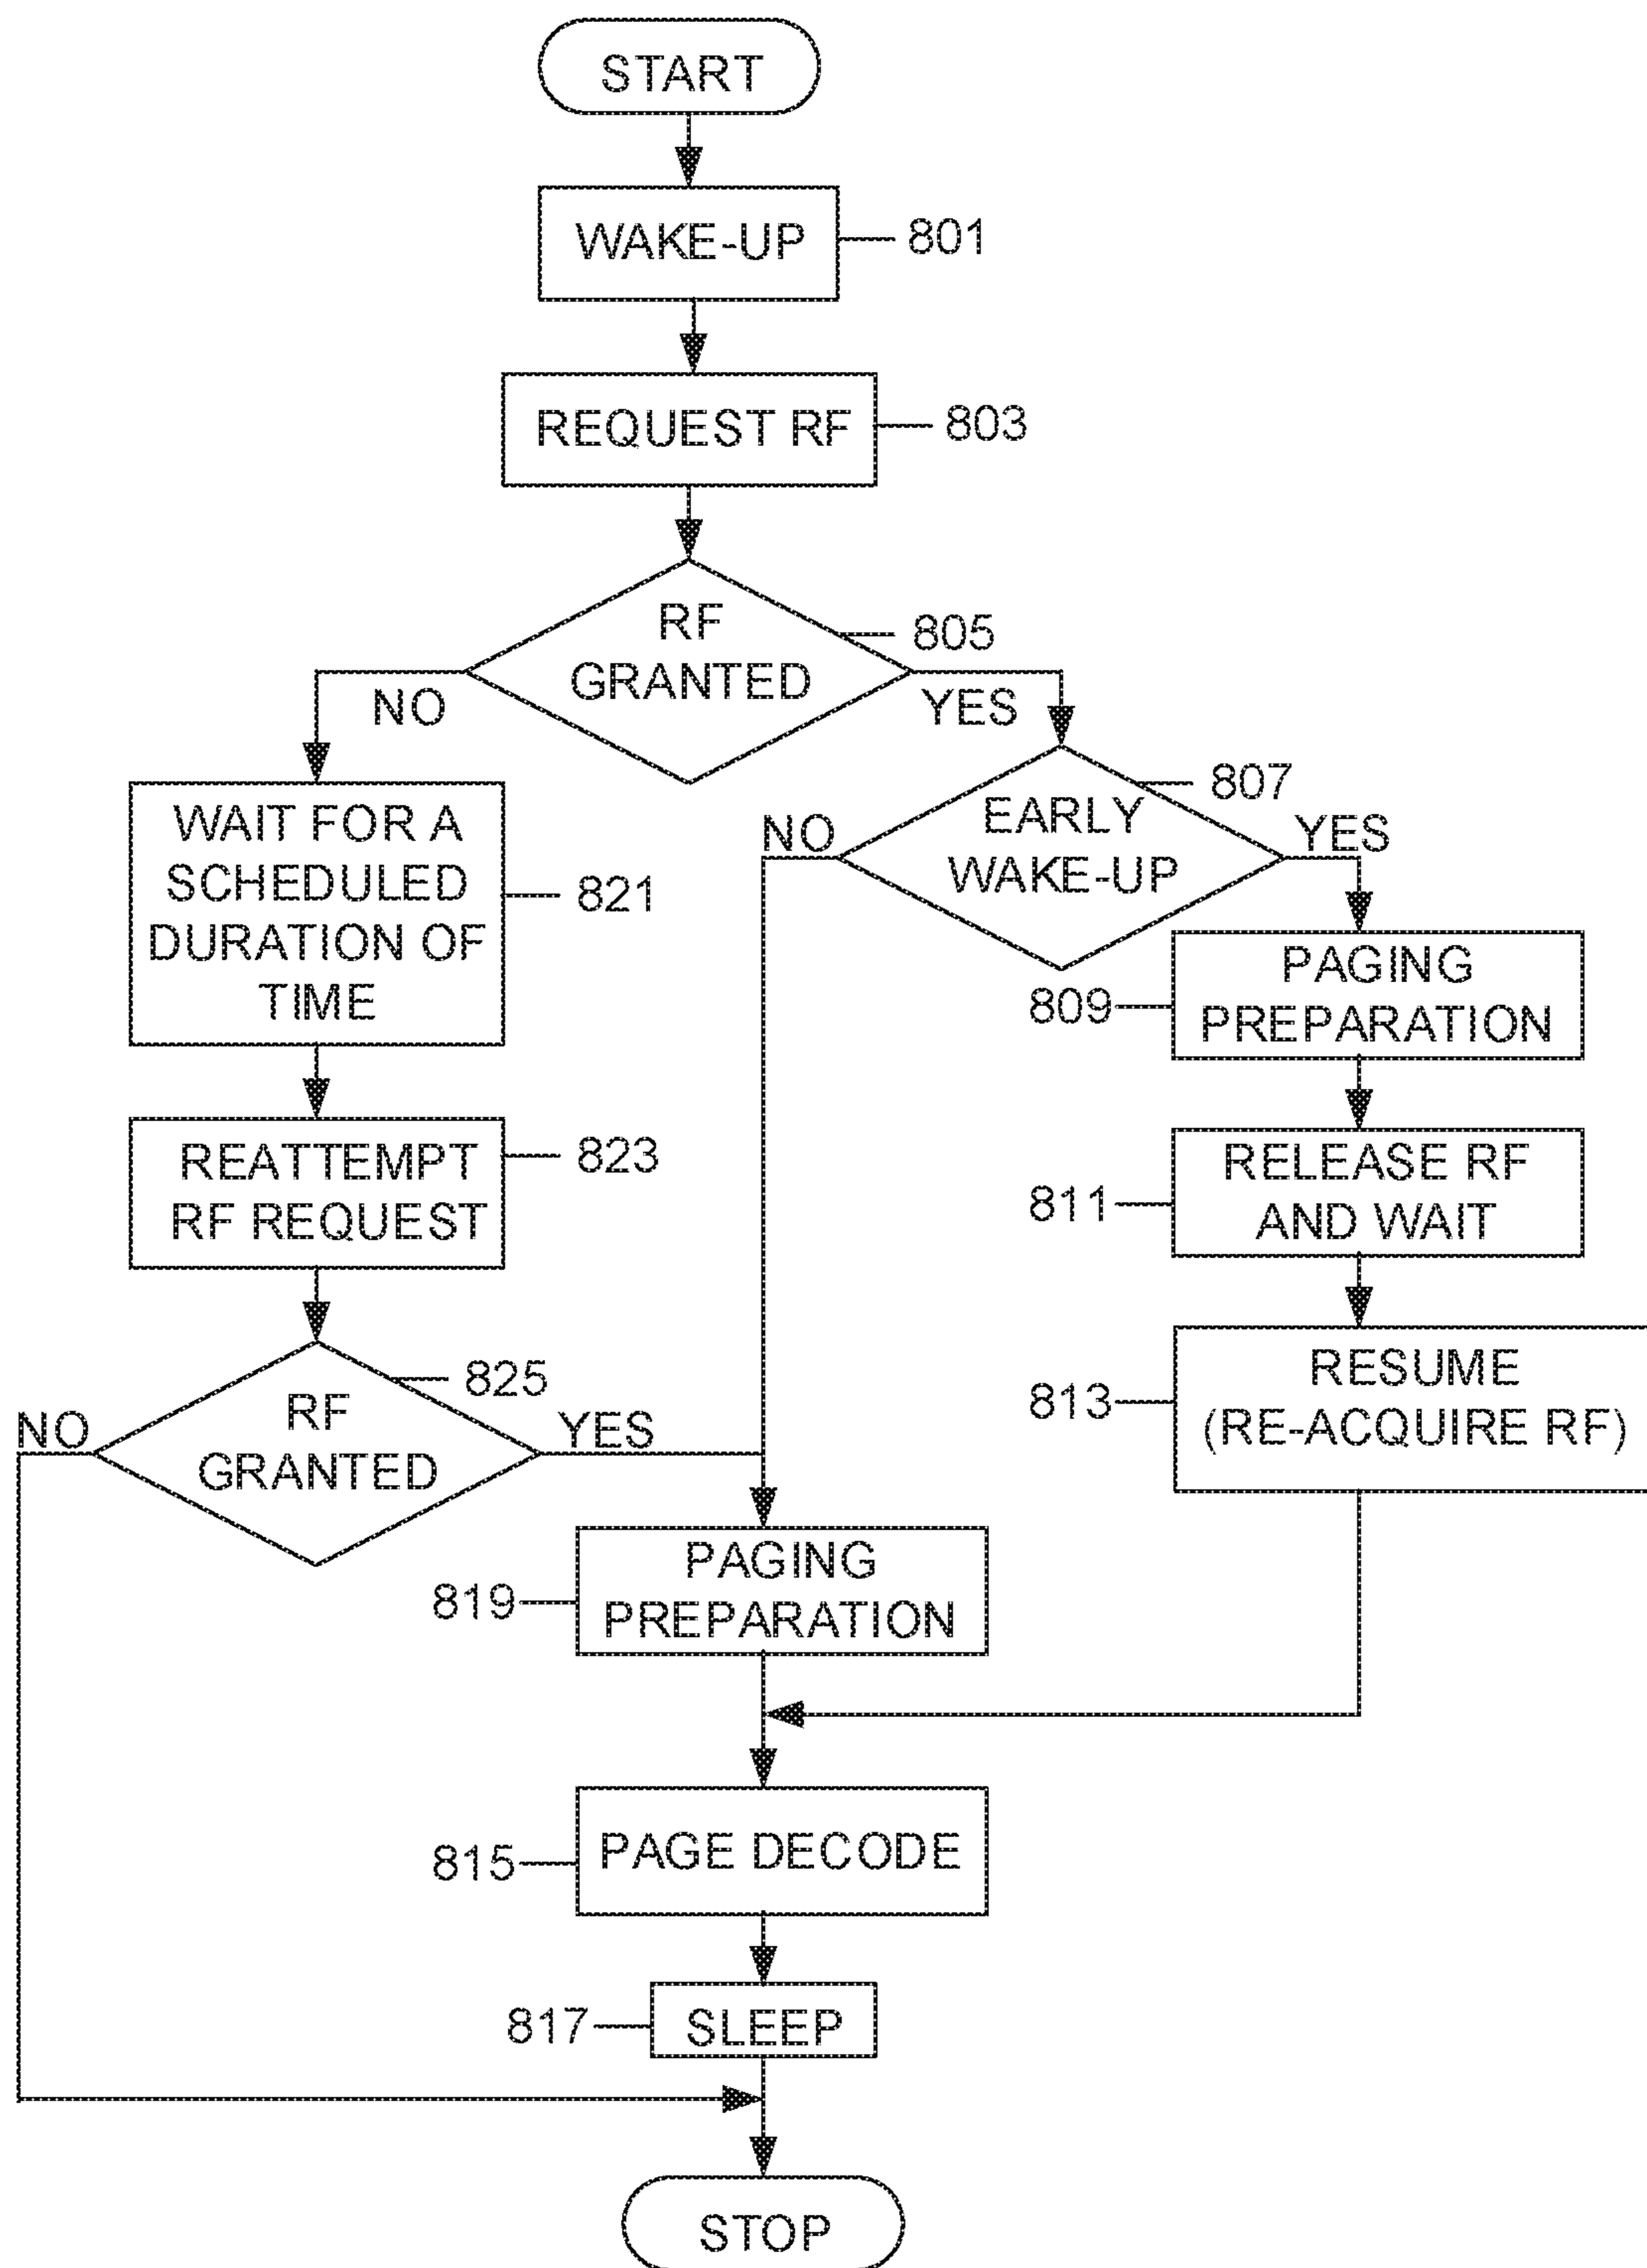 START
WAKE-UP
801
REQUEST RF
803
RF
GRANTED
805
NO
YES
WAIT FOR A
SCHEDULED
DURATION OF
TIME
821
EARLY
WAKE-UP
807
NO
YES
PAGING
PREPARATION
809
REATTEMPT
RF REQUEST
823
RELEASE RF
AND WAIT
811
RF
GRANTED
825
NO
YES
RESUME
(RE-ACQUIRE RF)
813
PAGING
PREPARATION
819
PAGE DECODE
815
SLEEP
817
STOP